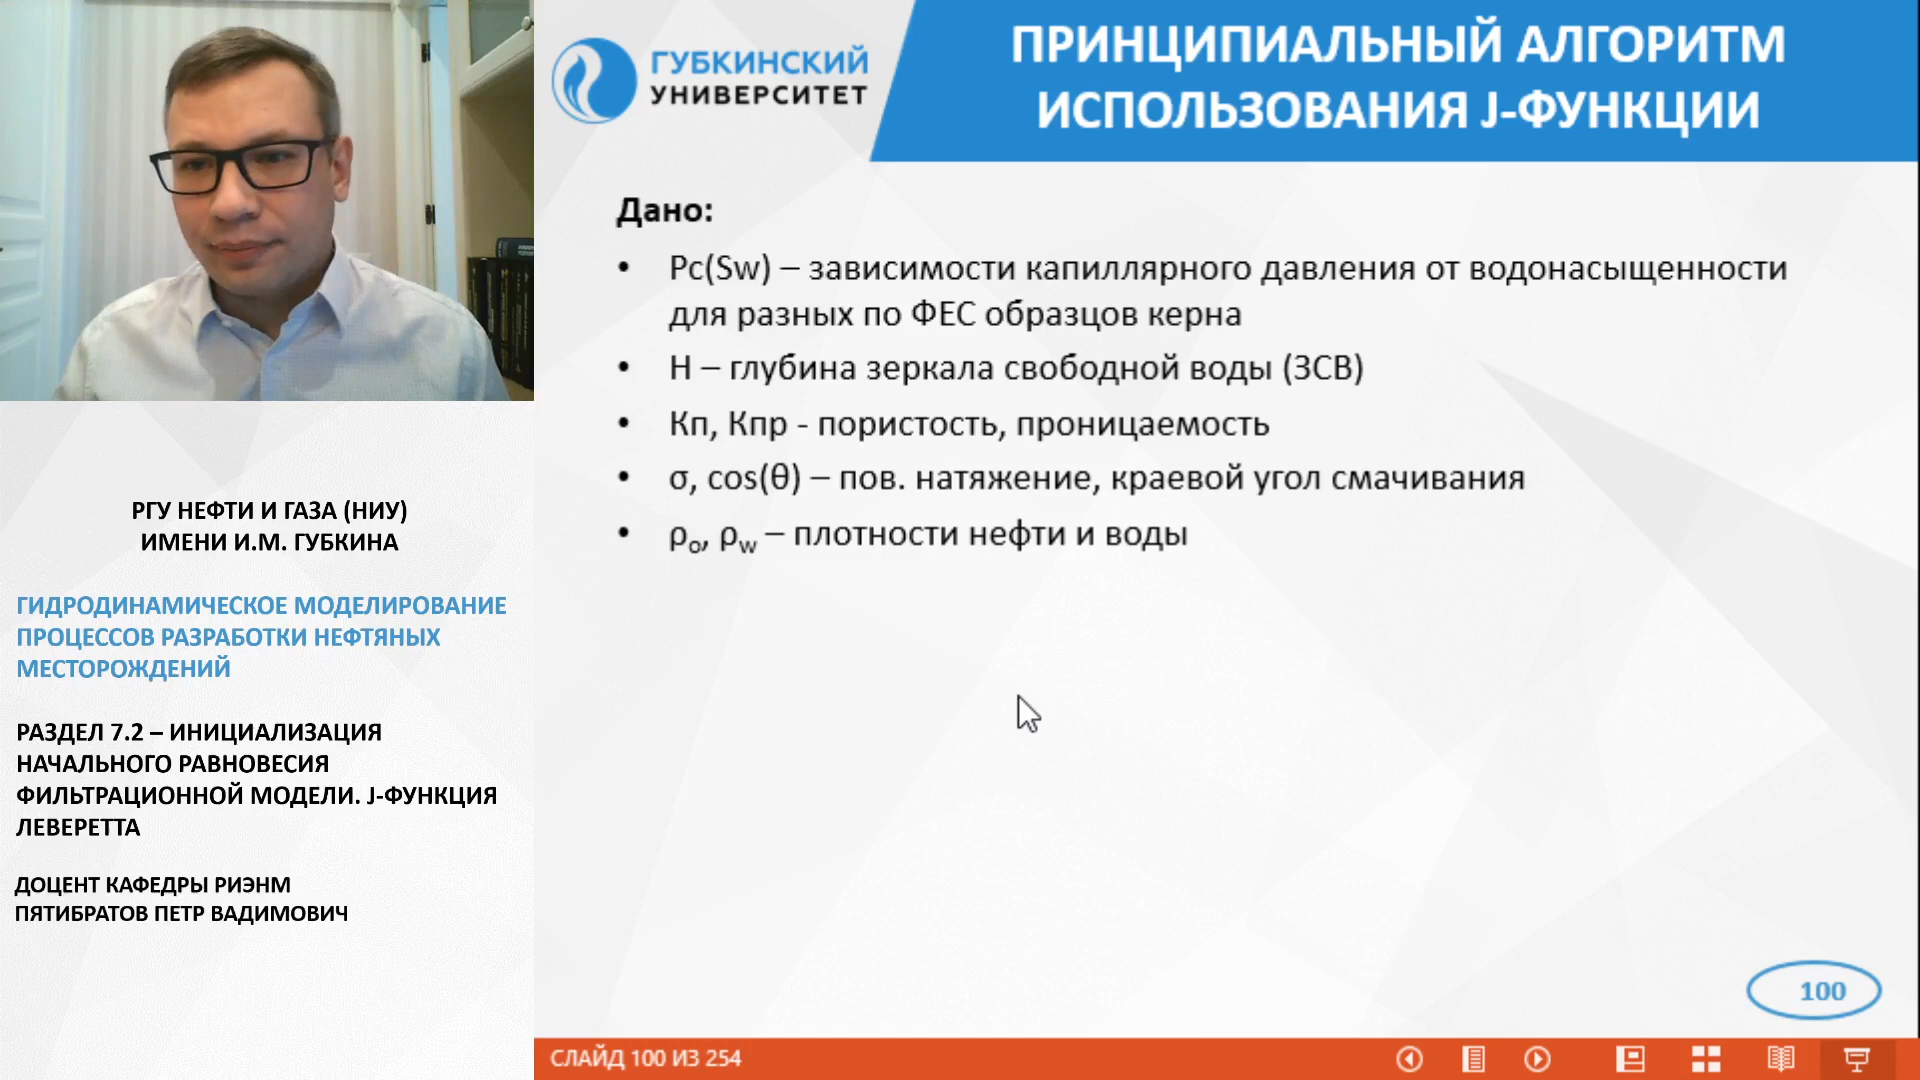 ГУБКИНСКИЙ
УНИВЕРСИТЕТ
ПРИНЦИПИАЛЬНЫЙ АЛГОРИТМ
ИСПОЛЬЗОВАНИЯ J-ФУНКЦИИ
Дано:
• Pc(Sw) – зависимости капиллярного давления от водонасыщенности
для разных по ФЕС образцов керна
• H – глубина зеркала свободной воды (ЗСВ)
• Кп, Кпр - пористость, проницаемость
• σ, cos(θ) – пов. натяжение, краевой угол смачивания
• ρo, ρw – плотности нефти и воды
100
СЛАЙД 100 ИЗ 254
РГУ НЕФТИ И ГАЗА (НИУ)
ИМЕНИ И.М. ГУБКИНА
ГИДРОДИНАМИЧЕСКОЕ МОДЕЛИРОВАНИЕ
ПРОЦЕССОВ РАЗРАБОТКИ НЕФТЯНЫХ
МЕСТОРОЖДЕНИЙ
РАЗДЕЛ 7.2 – ИНИЦИАЛИЗАЦИЯ
НАЧАЛЬНОГО РАВНОВЕСИЯ
ФИЛЬТРАЦИОННОЙ МОДЕЛИ. J-ФУНКЦИЯ
ЛЕВЕРЕТТА
ДОЦЕНТ КАФЕДРЫ РИЭНМ
ПЯТИБРАТОВ ПЕТР ВАДИМОВИЧ